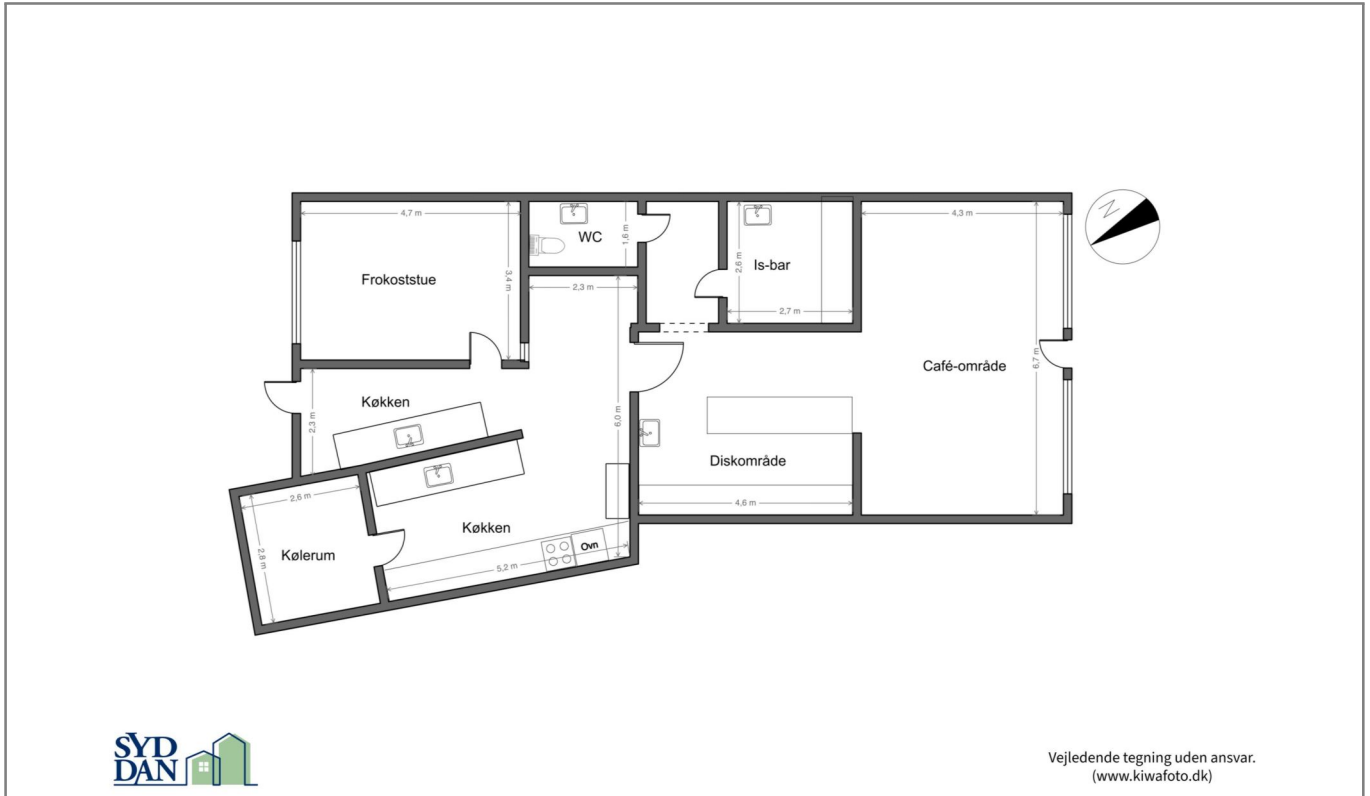 4,7 m
3,4 m
Frokoststue
WC
1,6 m
2,3 m
2,6 m
Is-bar
2,7 m
4,3 m
Café-område
6,7 m
N
Køkken
2,3 m
6,0 m
Diskområde
4,6 m
2,6 m
2,8 m
Kølerum
Køkken
Ovn
5,2 m
SYD
DAN
Vejledende tegning uden ansvar.
(www.kiwafoto.dk)